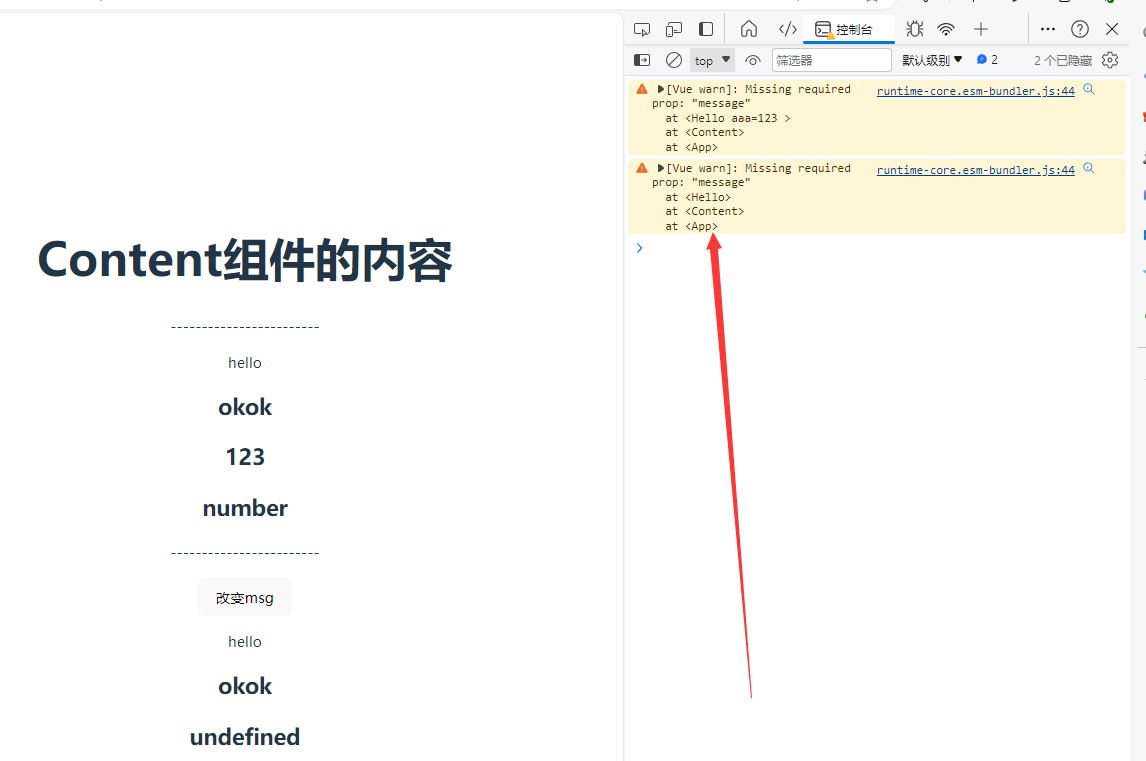 Content组件的内容
------------------------
hello
okok
123
number
------------------------
改变msg
hello
okok
undefined
控制台
top
筛选器
默认级别
2
2 个已隐藏
[Vue warn]: Missing required runtime-core.esm-bundler.js:44
prop: "message"
at <Hello aaa=123 >
at <Content>
at <App>
[Vue warn]: Missing required runtime-core.esm-bundler.js:44
prop: "message"
at <Hello>
at <Content>
at <App>